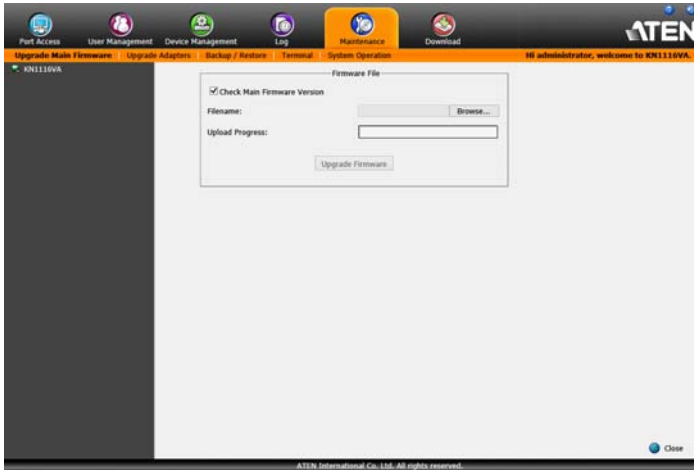 Port Access User Management Device Management Log Maintenance Download ATEN
Upgrade Main Firmware Upgrade Adapters Backup / Restore Terminal System Operation Hi administrator, welcome to KN1116VA.
KN1116VA
Firmware File
Check Main Firmware Version
Filename: Browse...
Upload Progress:
Upgrade Firmware
Close
ATEN International Co. Ltd. All rights reserved.